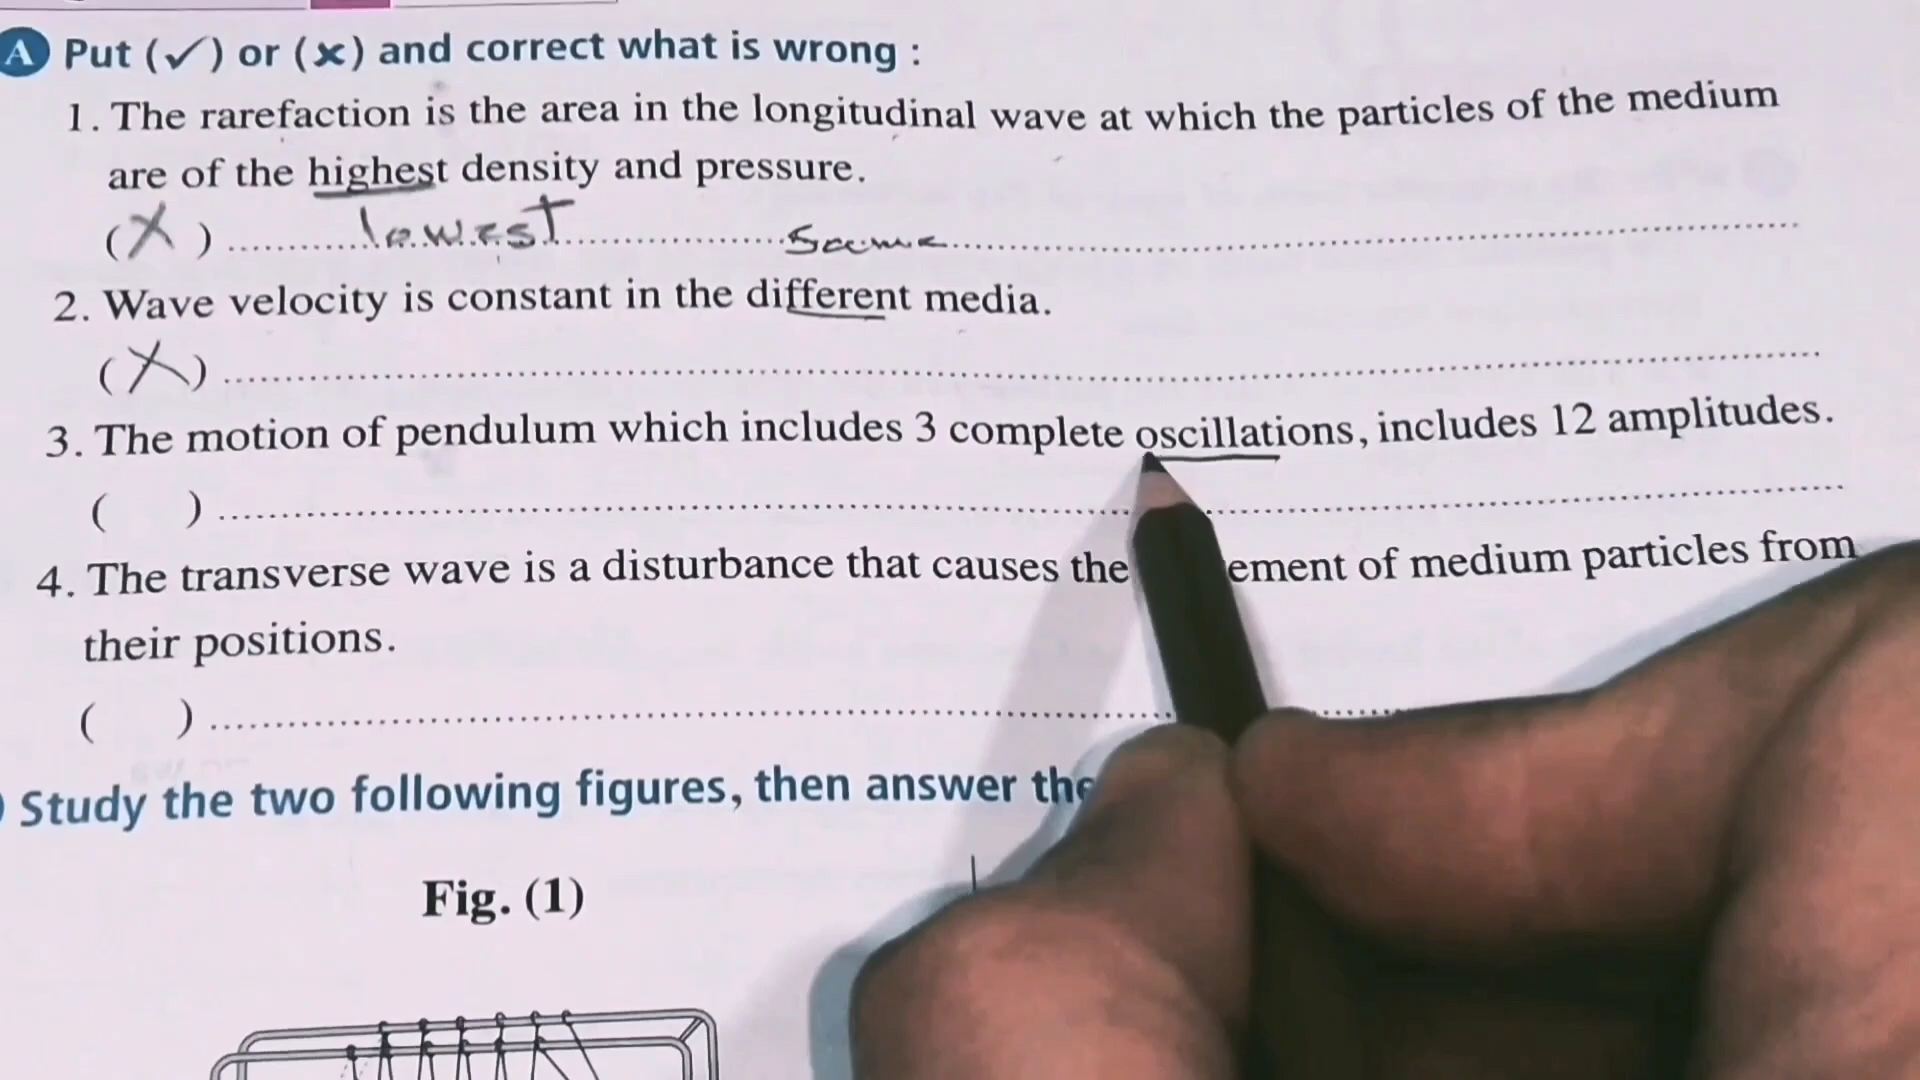 A Put (✓) or (×) and correct what is wrong :
1. The rarefaction is the area in the longitudinal wave at which the particles of the medium
are of the highest density and pressure.
(X) lowest same
2. Wave velocity is constant in the different media.
(X)
3. The motion of pendulum which includes 3 complete oscillations, includes 12 amplitudes.
( )
4. The transverse wave is a disturbance that causes the ement of medium particles from
their positions.
( )
Study the two following figures, then answer the
Fig. (1)